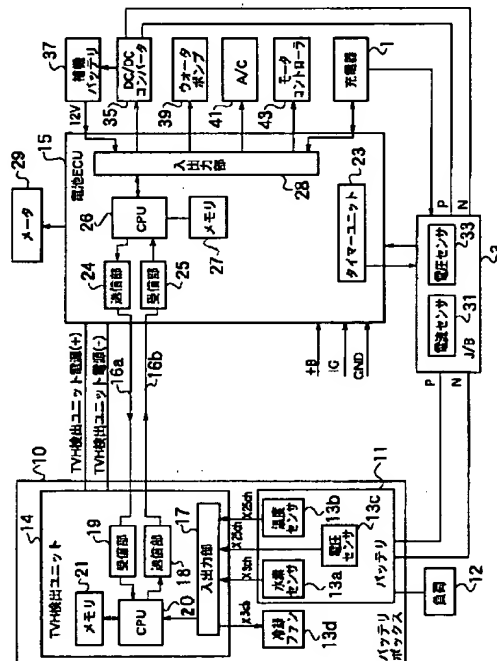 10
14
TVH検出ユニット
21
メモリ
20
CPU
19
受信部
18
送信部
17
入出力部
X3ch
冷却ファン
13d
X3ch
X25ch
X25ch
水素センサ
13a
温度センサ
13b
電圧センサ
13c
バッテリ
11
バッテリボックス
負荷
12
TVH検出ユニット電源(+)
TVH検出ユニット電源(-)
16a
16b
メータ
29
15
電池ECU
24
送信部
25
受信部
26
CPU
メモリ
27
入出力部
28
タイマーユニット
23
+B
IG
GND
12V
補機バッテリ
37
DC/DCコンバータ
35
ウォータポンプ
39
A/C
41
モータコントローラ
43
充電器
1
P
N
P
N
電流センサ
31
電圧センサ
33
J/B
3